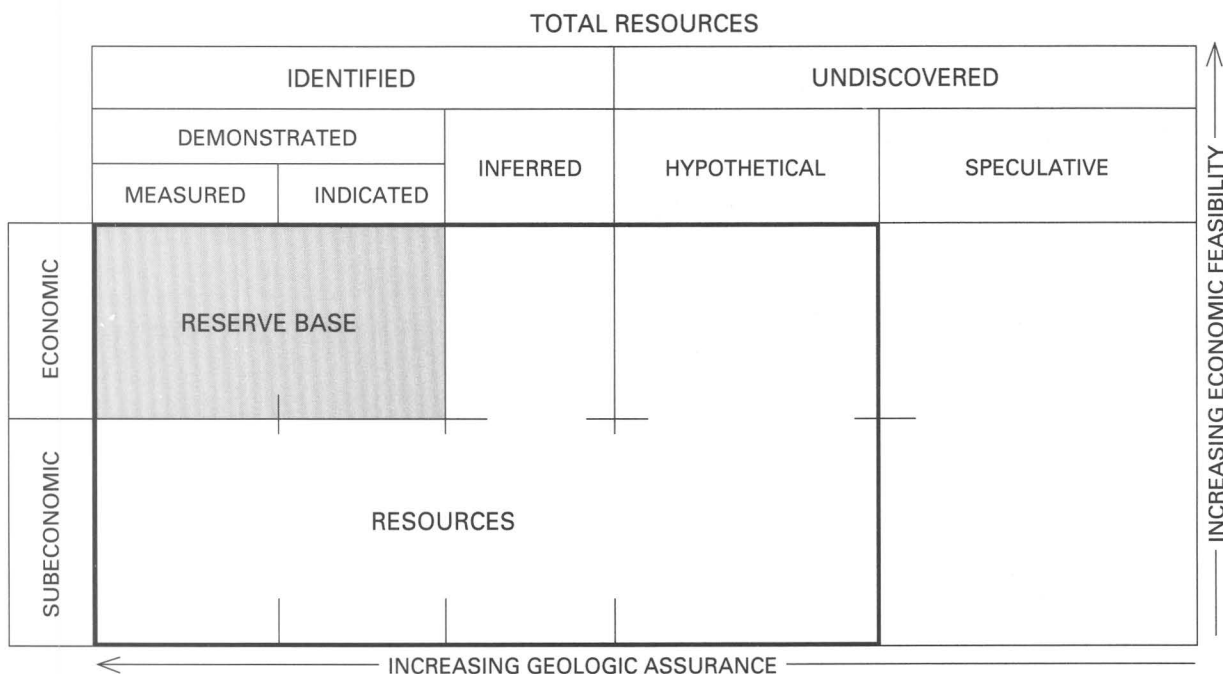 TOTAL RESOURCES
IDENTIFIED
UNDISCOVERED
DEMONSTRATED
INFERRED
HYPOTHETICAL
SPECULATIVE
MEASURED
INDICATED
ECONOMIC
RESERVE BASE
SUBECONOMIC
RESOURCES
INCREASING GEOLOGIC ASSURANCE
INCREASING ECONOMIC FEASIBILITY